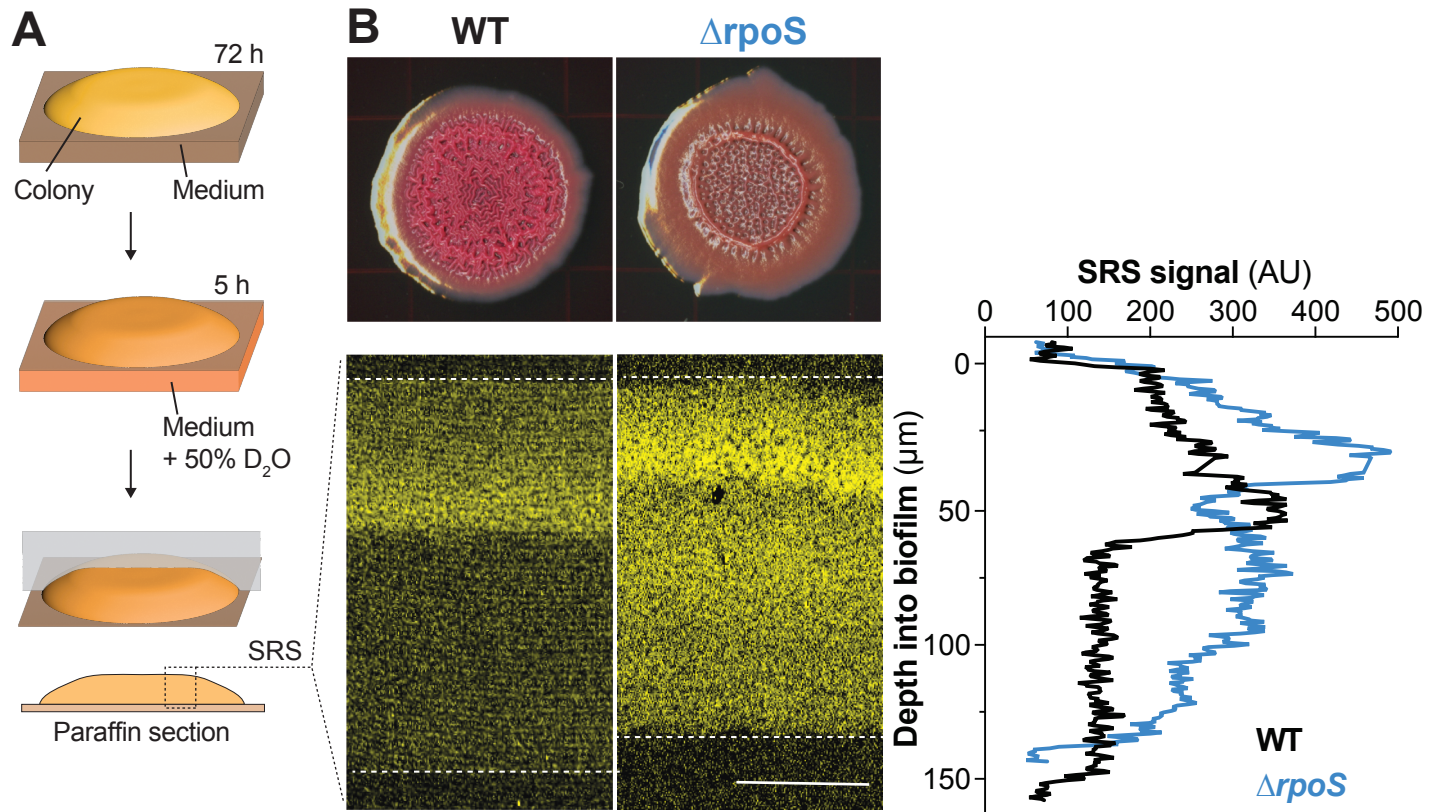 A
72 h
Colony
Medium
5 h
Medium
+ 50% D₂O
SRS
Paraffin section
B
WT
ΔrpoS
SRS signal (AU)
0 100 200 300 400 500
Depth into biofilm (µm)
0
50
100
150
WT
ΔrpoS